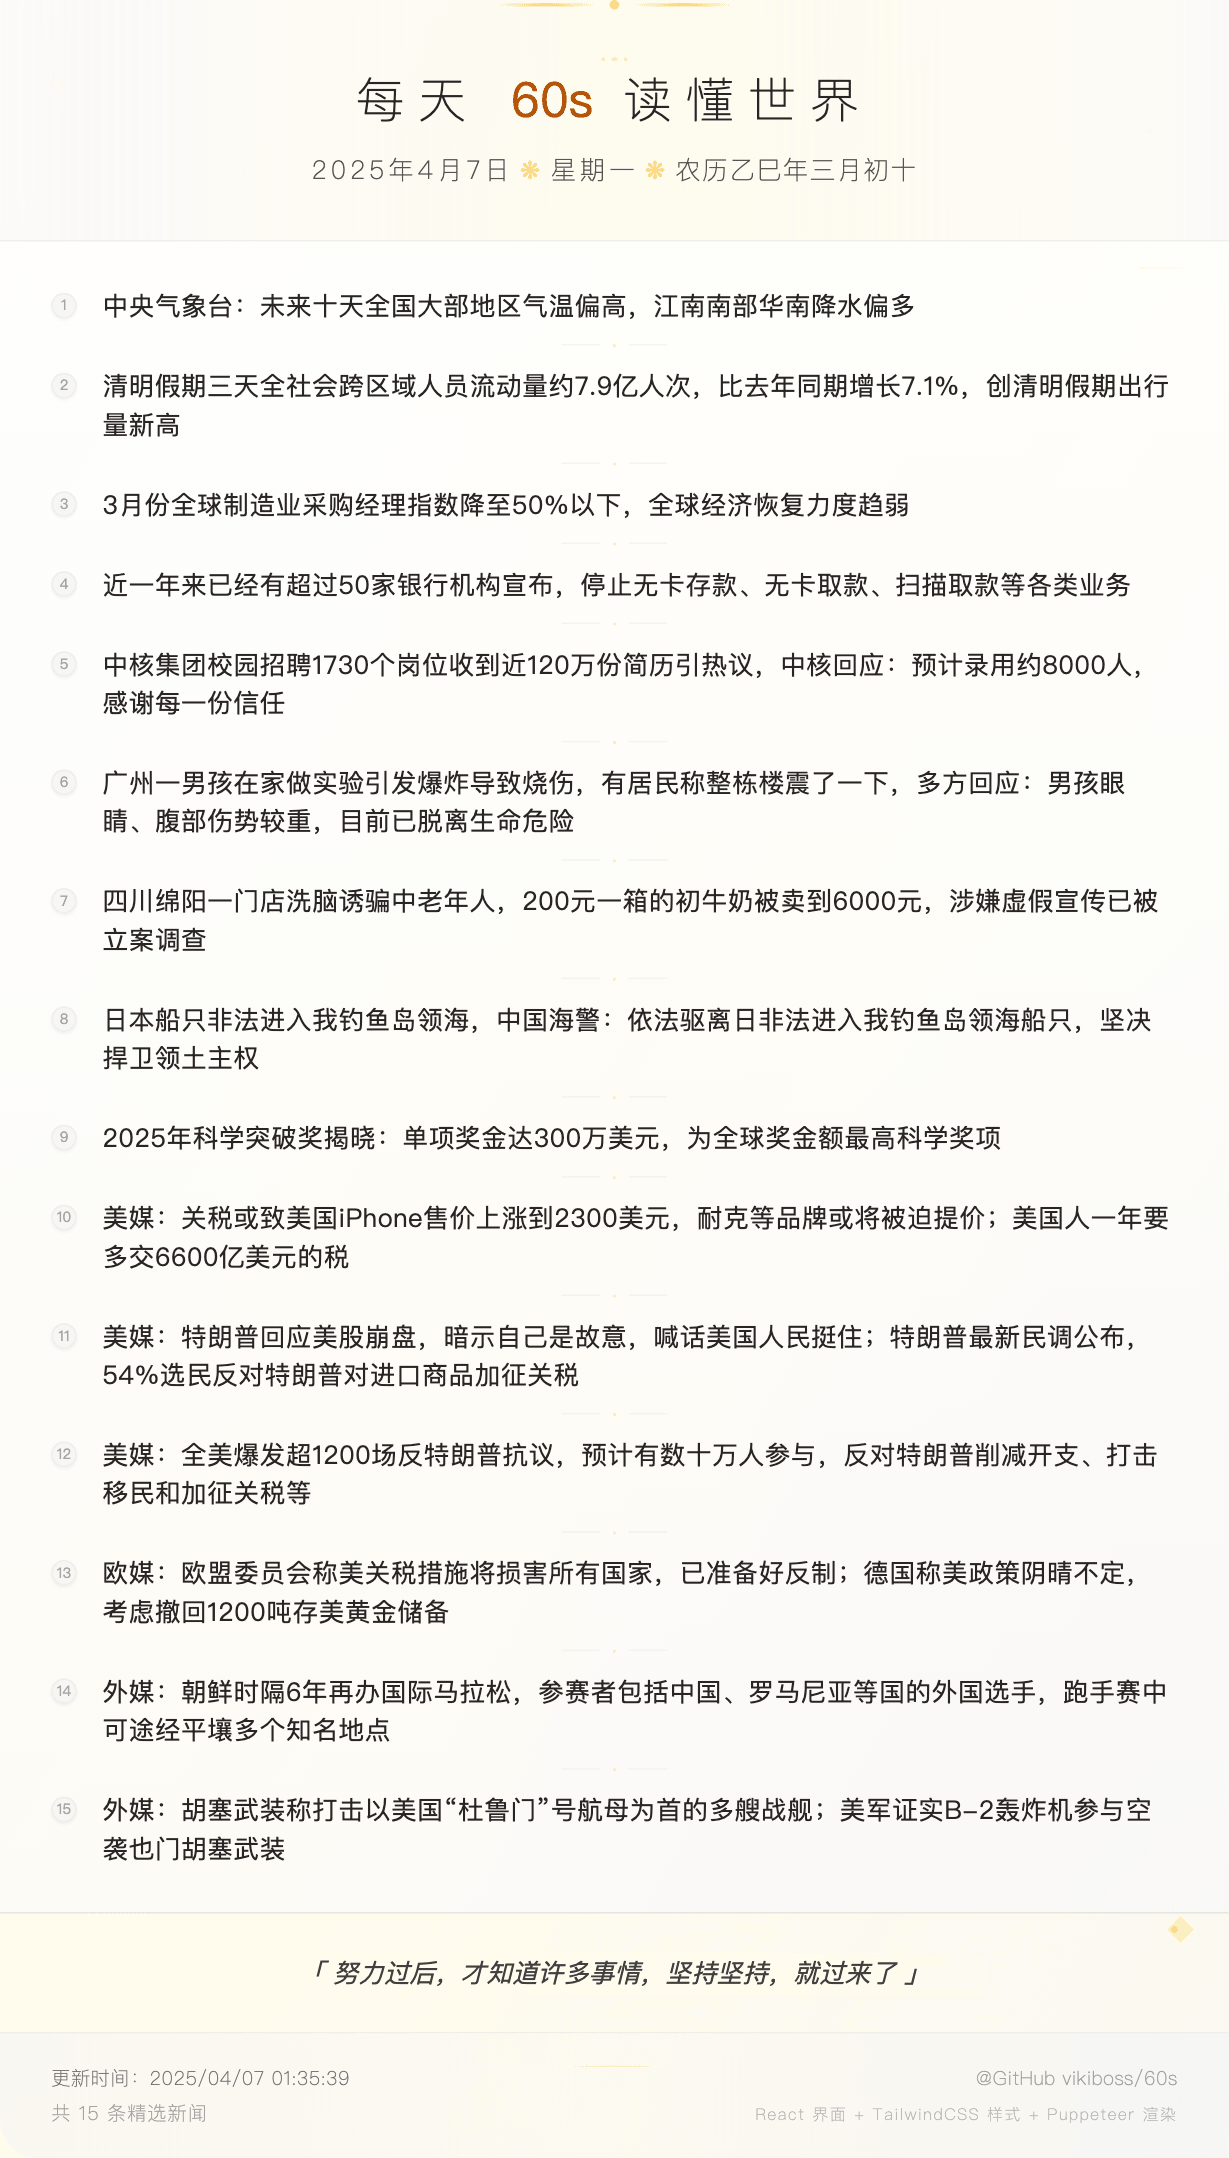 每天 60s 读懂世界
2025年4月7日 ❋ 星期一 ❋ 农历乙巳年三月初十
1 中央气象台：未来十天全国大部地区气温偏高，江南南部华南降水偏多
2 清明假期三天全社会跨区域人员流动量约7.9亿人次，比去年同期增长7.1%，创清明假期出行
量新高
3 3月份全球制造业采购经理指数降至50%以下，全球经济恢复力度趋弱
4 近一年来已经有超过50家银行机构宣布，停止无卡存款、无卡取款、扫描取款等各类业务
5 中核集团校园招聘1730个岗位收到近120万份简历引热议，中核回应：预计录用约8000人，
感谢每一份信任
6 广州一男孩在家做实验引发爆炸导致烧伤，有居民称整栋楼震了一下，多方回应：男孩眼
睛、腹部伤势较重，目前已脱离生命危险
7 四川绵阳一门店洗脑诱骗中老年人，200元一箱的初牛奶被卖到6000元，涉嫌虚假宣传已被
立案调查
8 日本船只非法进入我钓鱼岛领海，中国海警：依法驱离日非法进入我钓鱼岛领海船只，坚决
捍卫领土主权
9 2025年科学突破奖揭晓：单项奖金达300万美元，为全球奖金额最高科学奖项
10 美媒：关税或致美国iPhone售价上涨到2300美元，耐克等品牌或将被迫提价；美国人一年要
多交6600亿美元的税
11 美媒：特朗普回应美股崩盘，暗示自己是故意，喊话美国人民挺住；特朗普最新民调公布，
54%选民反对特朗普对进口商品加征关税
12 美媒：全美爆发超1200场反特朗普抗议，预计有数十万人参与，反对特朗普削减开支、打击
移民和加征关税等
13 欧媒：欧盟委员会称美关税措施将损害所有国家，已准备好反制；德国称美政策阴晴不定，
考虑撤回1200吨存美黄金储备
14 外媒：朝鲜时隔6年再办国际马拉松，参赛者包括中国、罗马尼亚等国的外国选手，跑手赛中
可途经平壤多个知名地点
15 外媒：胡塞武装称打击以美国“杜鲁门”号航母为首的多艘战舰；美军证实B-2轰炸机参与空
袭也门胡塞武装
「 努力过后，才知道许多事情，坚持坚持，就过来了 」
更新时间：2025/04/07 01:35:39
@GitHub vikiboss/60s
共 15 条精选新闻
React 界面 + TailwindCSS 样式 + Puppeteer 渲染